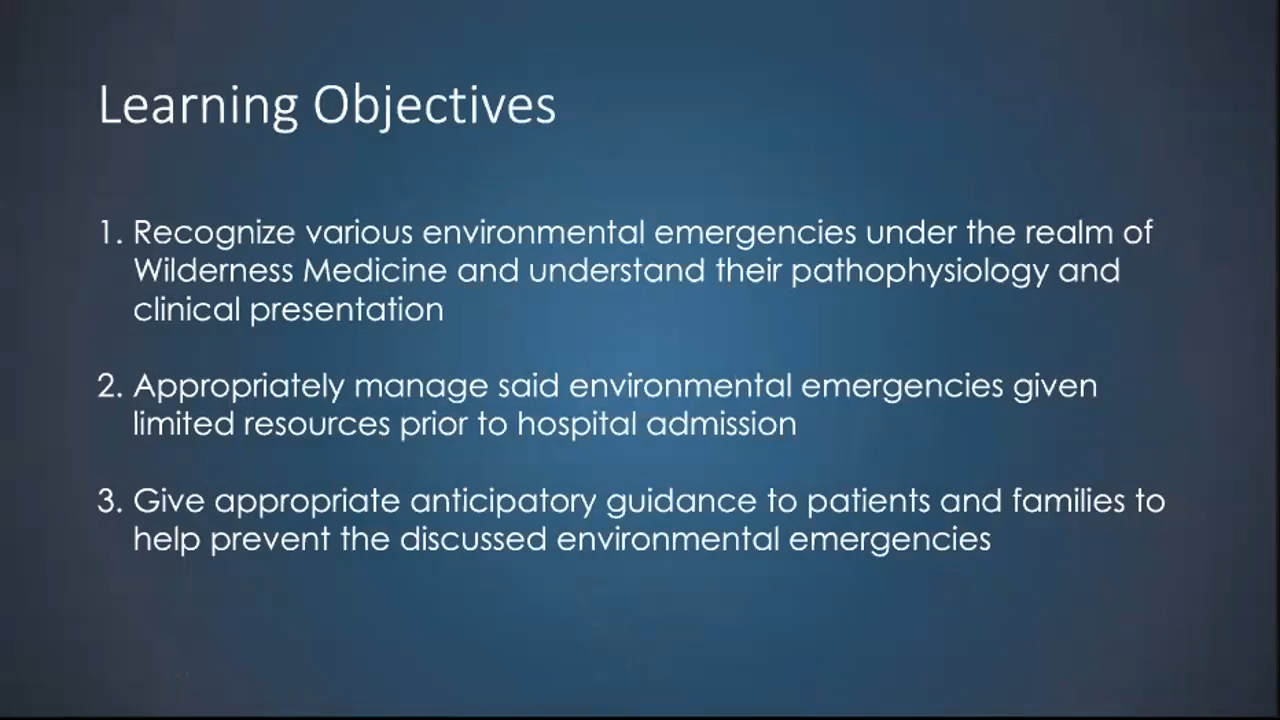 Learning Objectives
1. Recognize various environmental emergencies under the realm of
Wilderness Medicine and understand their pathophysiology and
clinical presentation
2. Appropriately manage said environmental emergencies given
limited resources prior to hospital admission
3. Give appropriate anticipatory guidance to patients and families to
help prevent the discussed environmental emergencies